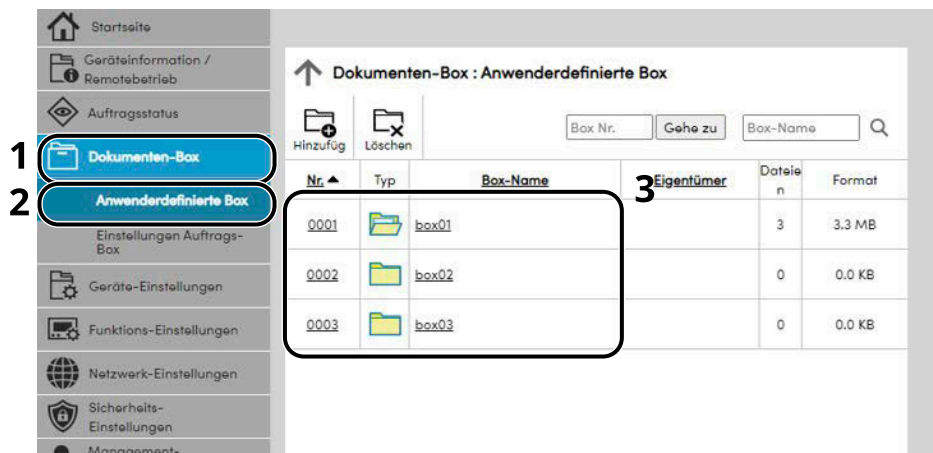 Startseite
Geräteinformation /
Remotebetrieb
Auftragsstatus
1
Dokumenten-Box
2
Anwenderdefinierte Box
Einstellungen Auftrags-
Box
Geräte-Einstellungen
Funktions-Einstellungen
Netzwerk-Einstellungen
Sicherheits-
Einstellungen
Management-
Dokumenten-Box : Anwenderdefinierte Box
Hinzufüg Löschen Box Nr. Gehe zu Box-Name
Nr. Typ Box-Name 3 Eigentümer Dateie
n Format
0001 box01 3 3.3 MB
0002 box02 0 0.0 KB
0003 box03 0 0.0 KB